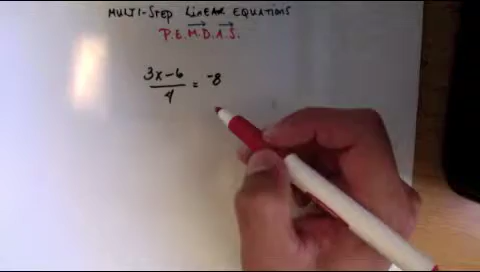 MULTI-STEP LINEAR EQUATIONS
P.E.M.D.A.S.
3x-6/4 = -8